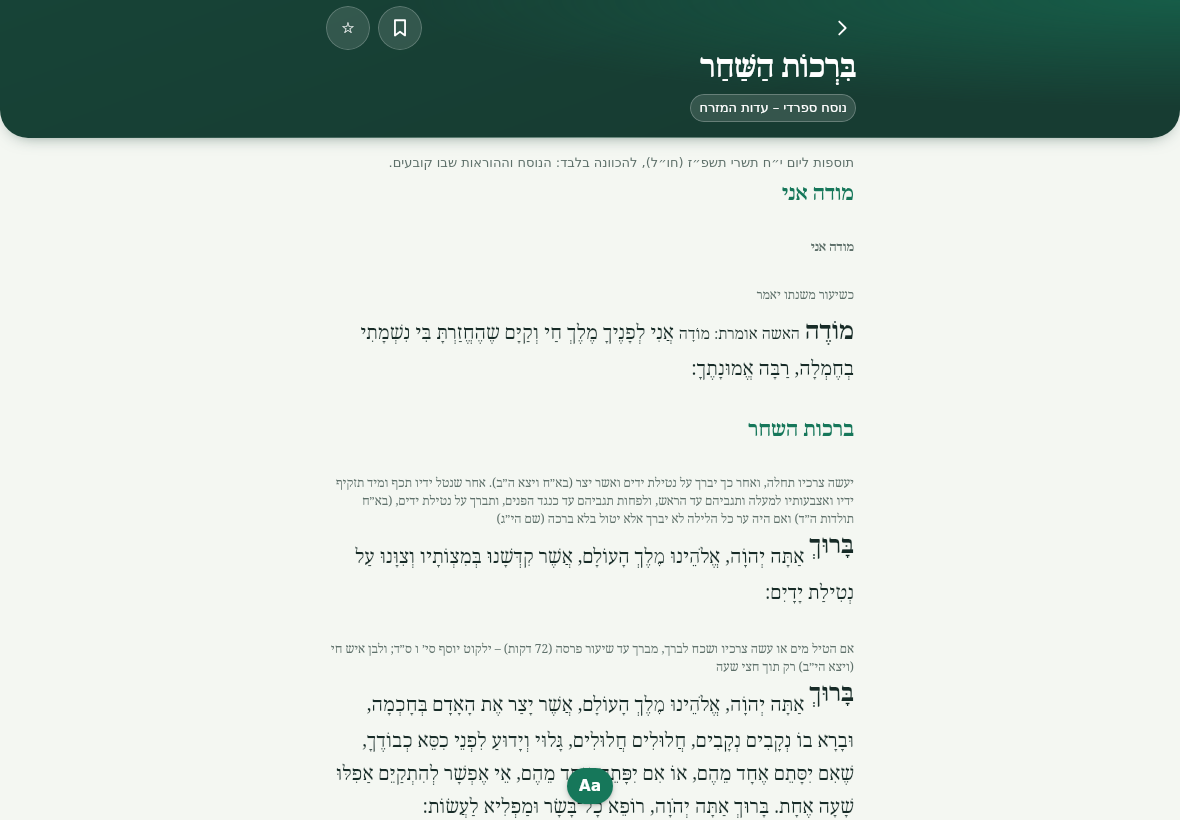 בִּרְכוֹת הַשַּׁחַר
נוסח ספרדי – עדות המזרח
תוספות ליום י״ח תשרי תשפ״ז (חו״ל), להכוונה בלבד: הנוסח וההוראות שבו קובעים.
מודה אני
מודה אני
כשיעור משנתו יאמר
מוֹדֶה האשה אומרת: מוֹדָה אֲנִי לְפָנֶיךָ מֶלֶךְ חַי וְקַיָּם שֶׁהֶחֱזַרְתָּ בִּי נִשְׁמָתִי
בְחֶמְלָה, רַבָּה אֱמוּנָתֶךָ:
ברכות השחר
יעשה צרכיו תחלה, ואחר כך יברך על נטילת ידים ואשר יצר (בא״ח ויצא ה״ב). אחר שנטל ידיו תכף ומיד תזקיף
ידיו ואצבעותיו למעלה ותגביהם עד הראש, ולפחות תגביהם עד כנגד הפנים, ותברך על נטילת ידים, (בא״ח
תולדות ה״ד) ואם היה ער כל הלילה לא יברך אלא יטול בלא ברכה (שם הי״ג)
בָּרוּךְ אַתָּה יְהֹוָה, אֱלֹהֵינוּ מֶלֶךְ הָעוֹלָם, אֲשֶׁר קִדְּשָׁנוּ בְּמִצְוֹתָיו וְצִוָּנוּ עַל
נְטִילַת יָדָיִם:
אם הטיל מים או עשה צרכיו ושכח לברך, מברך עד שיעור פרסה (72 דקות) – ילקוט יוסף סי׳ ו ס״ד; ולבן איש חי
(ויצא הי״ב) רק תוך חצי שעה
בָּרוּךְ אַתָּה יְהֹוָה, אֱלֹהֵינוּ מֶלֶךְ הָעוֹלָם, אֲשֶׁר יָצַר אֶת הָאָדָם בְּחָכְמָה,
וּבָרָא בוֹ נְקָבִים נְקָבִים, חֲלוּלִים חֲלוּלִים, גָּלוּי וְיָדוּעַ לִפְנֵי כִסֵּא כְבוֹדֶךָ,
שֶׁאִם יִסָּתֵם אֶחָד מֵהֶם, אוֹ אִם מֵהֶם, אֵי אֶפְשָׁר לְהִתְקַיֵּם אַפִלּוּ
שָׁעָה אֶחָת. בָּרוּךְ אַתָּה יְהֹוָה, רוֹפֵא כָל בָּשָׂר וּמַפְלִיא לַעֲשׂוֹת:
Aa